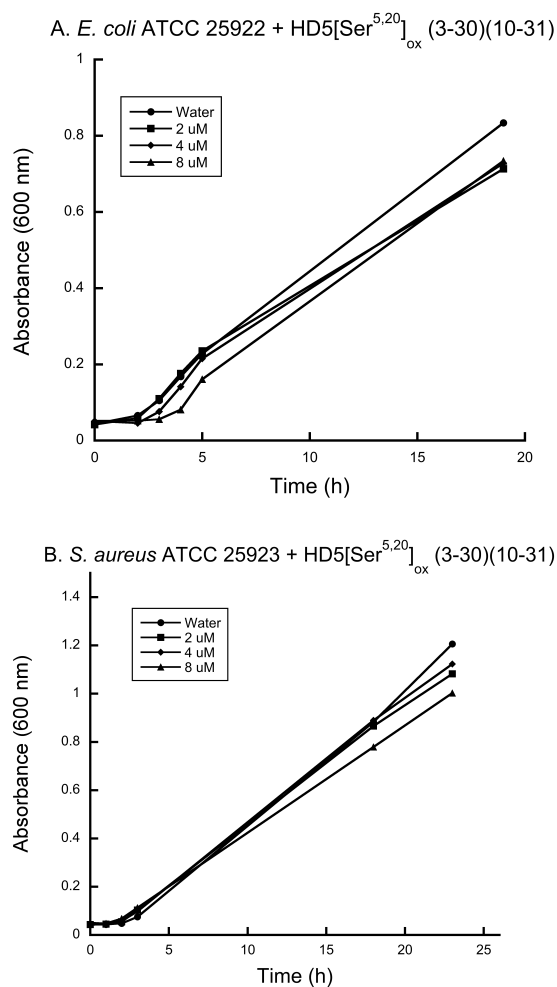 A. E. coli ATCC 25922 + HD5[Ser5,20]ox (3-30)(10-31)
1
0.8
0.6
0.4
0.2
0
Absorbance (600 nm)
Water
2 uM
4 uM
8 uM
0 5 10 15 20
Time (h)
B. S. aureus ATCC 25923 + HD5[Ser5,20]ox (3-30)(10-31)
1.4
1.2
1
0.8
0.6
0.4
0.2
0
Absorbance (600 nm)
Water
2 uM
4 uM
8 uM
0 5 10 15 20 25
Time (h)